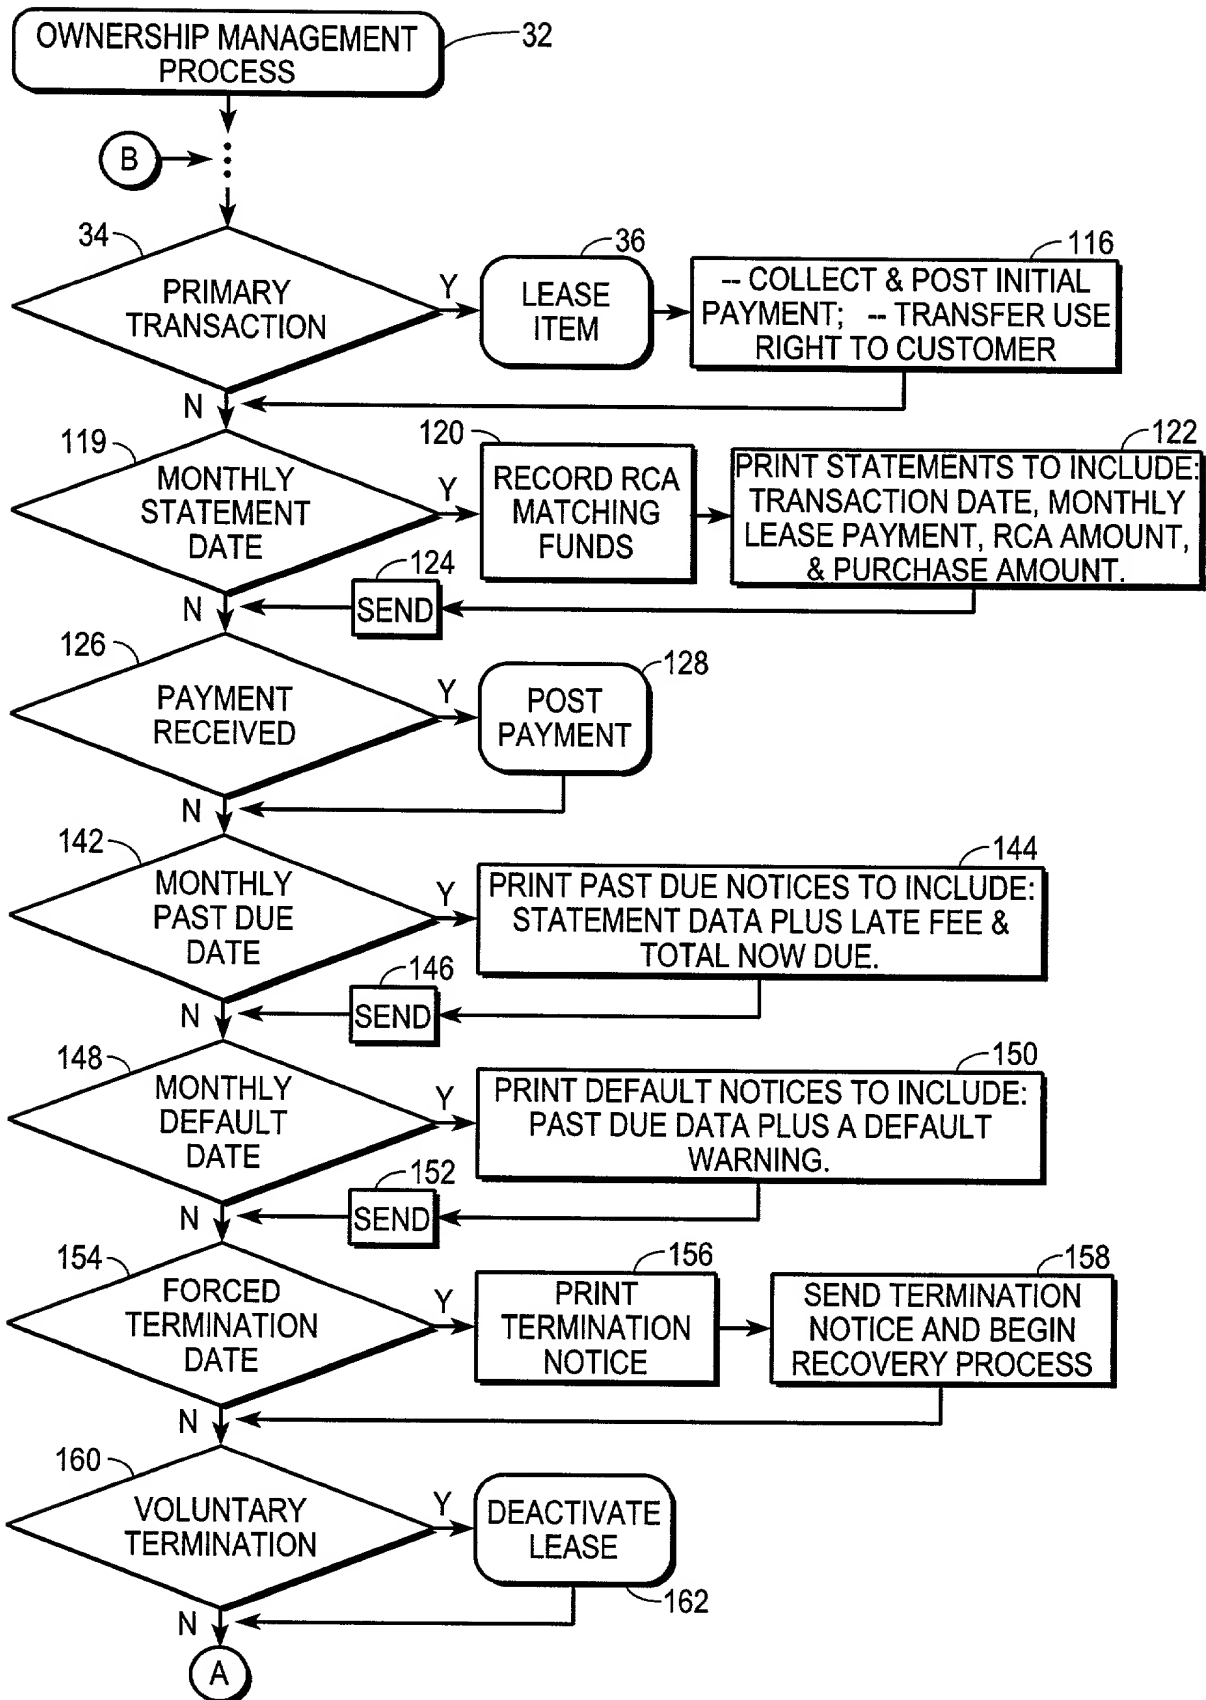 OWNERSHIP MANAGEMENT
PROCESS
32
B
34
PRIMARY
TRANSACTION
Y
36
LEASE
ITEM
116
-- COLLECT & POST INITIAL
PAYMENT; -- TRANSFER USE
RIGHT TO CUSTOMER
N
119
MONTHLY
STATEMENT
DATE
Y
120
RECORD RCA
MATCHING
FUNDS
122
PRINT STATEMENTS TO INCLUDE:
TRANSACTION DATE, MONTHLY
LEASE PAYMENT, RCA AMOUNT,
& PURCHASE AMOUNT.
124
SEND
N
126
PAYMENT
RECEIVED
Y
128
POST
PAYMENT
N
142
MONTHLY
PAST DUE
DATE
Y
144
PRINT PAST DUE NOTICES TO INCLUDE:
STATEMENT DATA PLUS LATE FEE &
TOTAL NOW DUE.
146
SEND
N
148
MONTHLY
DEFAULT
DATE
Y
150
PRINT DEFAULT NOTICES TO INCLUDE:
PAST DUE DATA PLUS A DEFAULT
WARNING.
152
SEND
N
154
FORCED
TERMINATION
DATE
Y
156
PRINT
TERMINATION
NOTICE
158
SEND TERMINATION
NOTICE AND BEGIN
RECOVERY PROCESS
N
160
VOLUNTARY
TERMINATION
Y
DEACTIVATE
LEASE
162
N
A